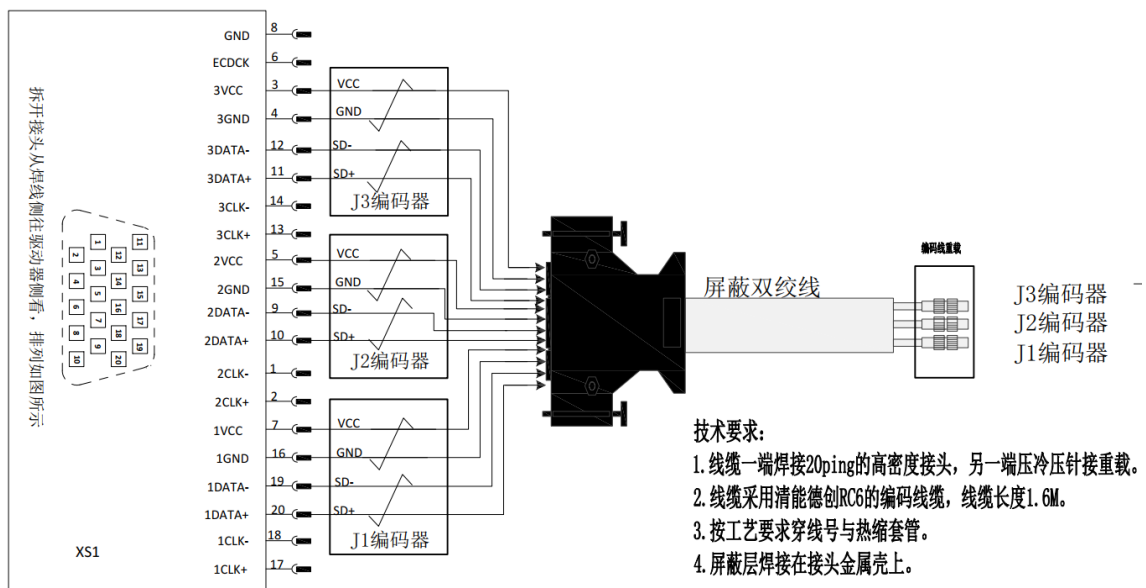 GND 8
ECDCK 6
3VCC 3
3GND 4
3DATA- 12
3DATA+ 11
3CLK- 14
3CLK+ 13
2VCC 5
2GND 15
2DATA- 9
2DATA+ 10
2CLK- 1
2CLK+ 2
1VCC 7
1GND 16
1DATA- 19
1DATA+ 20
1CLK- 18
1CLK+ 17
XS1
拆开接头从焊线侧往驱动器侧看，排列如图所示
1
2
3
4
5
6
7
8
9
10
11
12
13
14
15
16
17
18
19
20
VCC
GND
SD-
SD+
J3编码器
VCC
GND
SD-
SD+
J2编码器
VCC
GND
SD-
SD+
J1编码器
屏蔽双绞线
编码线重载
J3编码器
J2编码器
J1编码器
技术要求：
1.线缆一端焊接20ping的高密度接头，另一端压冷压针接重载。
2.线缆采用清能德创RC6的编码线缆，线缆长度1.6M。
3.按工艺要求穿线号与热缩套管。
4.屏蔽层焊接在接头金属壳上。